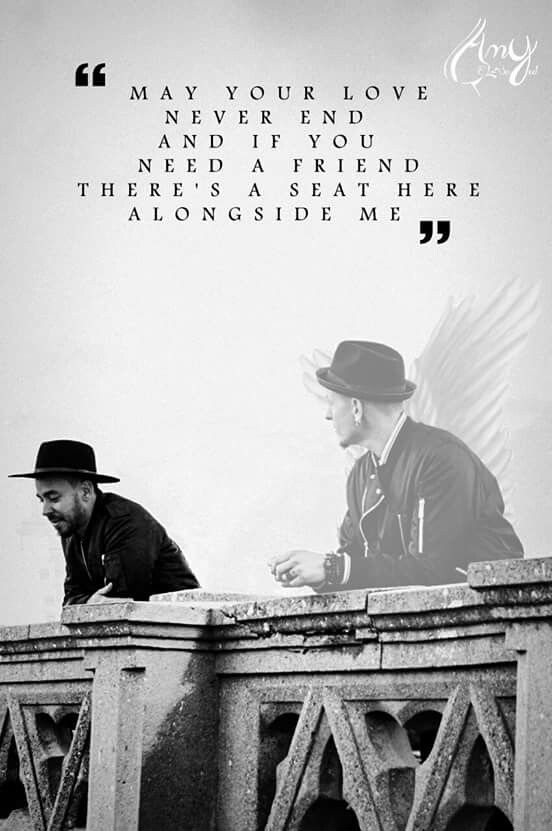 Amy
“
MAY YOUR LOVE
NEVER END
AND IF YOU
NEED A FRIEND
THERE'S A SEAT HERE
ALONGSIDE ME
”